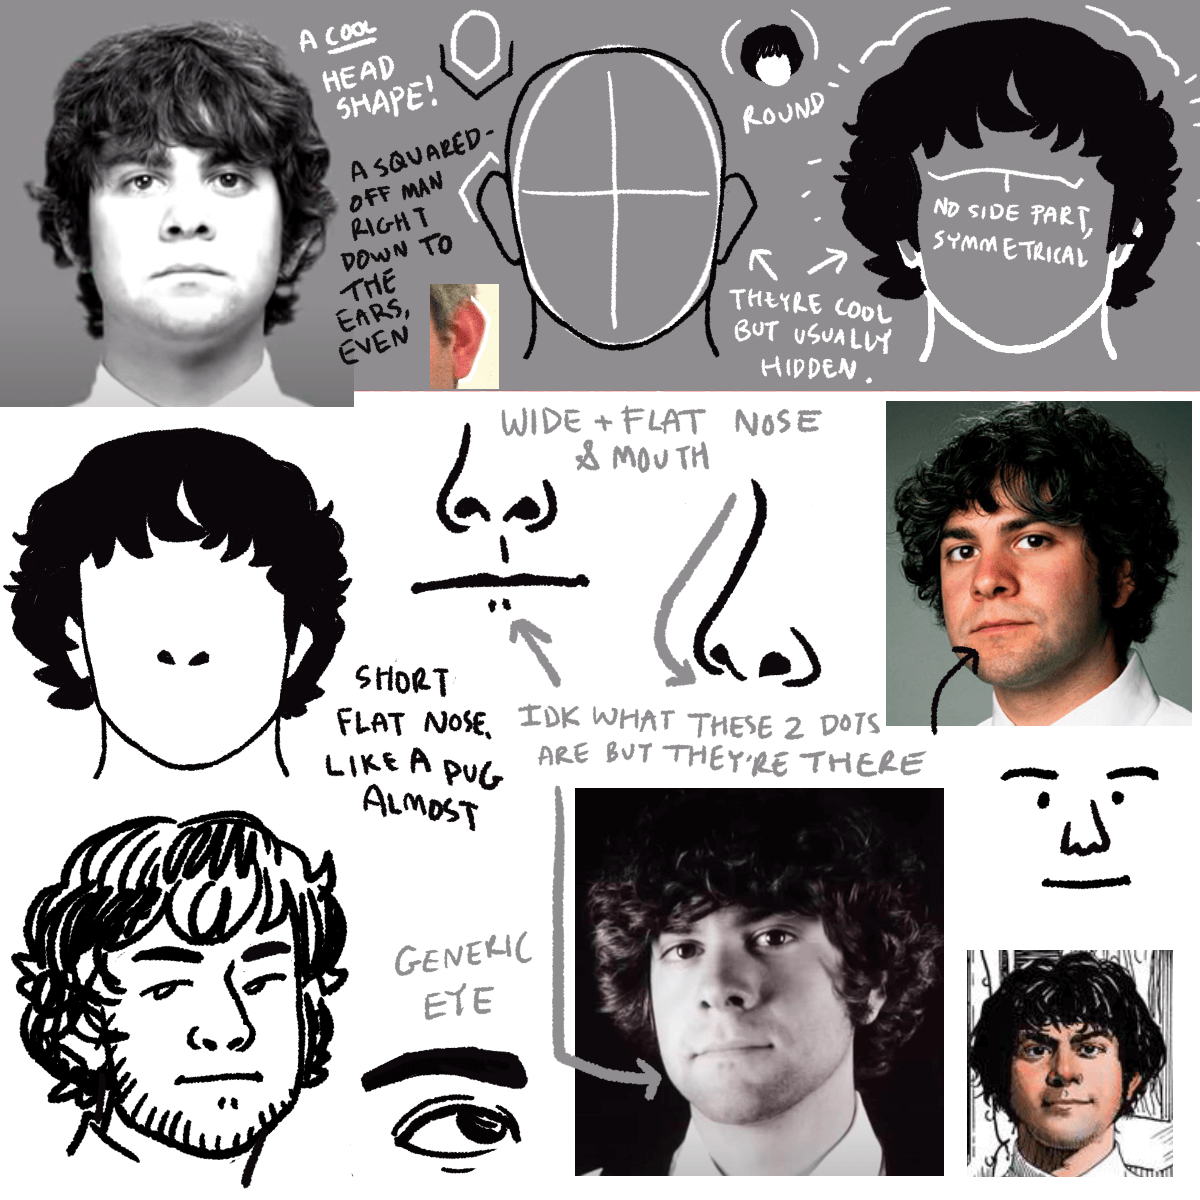 A COOL
HEAD
SHAPE!
A SQUARED-
OFF MAN
RIGHT
DOWN TO
THE
EARS,
EVEN
ROUND
NO SIDE PART,
SYMMETRICAL
THEYRE COOL
BUT USUALLY
HIDDEN.
WIDE + FLAT NOSE
& MOUTH
SHORT
FLAT NOSE.
LIKE A PUG
ALMOST
IDK WHAT THESE 2 DOTS
ARE BUT THEY'RE THERE
GENERIC
EYE